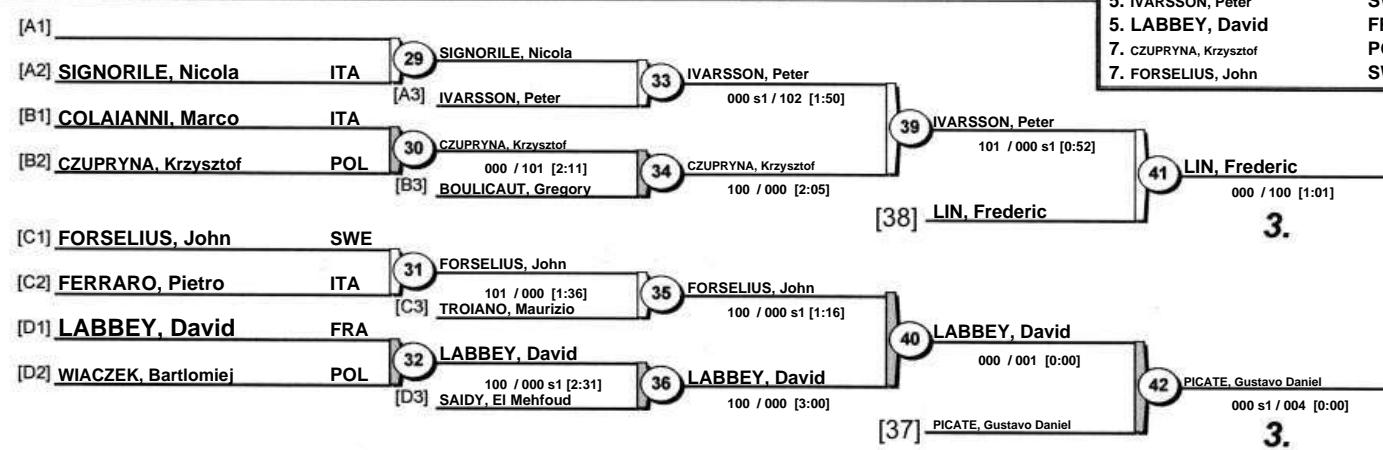 5. IVARSSON, Peter
5. LABBEY, David
7. CZUPRYNA, Krzysztof
7. FORSELIUS, John
[A1]
[A2] SIGNORILE, Nicola ITA
29
SIGNORILE, Nicola
[A3] IVARSSON, Peter
33
IVARSSON, Peter
000 s1 / 102 [1:50]
[B1] COLAIANNI, Marco ITA
[B2] CZUPRYNA, Krzysztof POL
30
CZUPRYNA, Krzysztof
000 / 101 [2:11]
[B3] BOULICAUT, Gregory
34
CZUPRYNA, Krzysztof
100 / 000 [2:05]
39
IVARSSON, Peter
101 / 000 s1 [0:52]
[38] LIN, Frederic
41
LIN, Frederic
000 / 100 [1:01]
3.
[C1] FORSELIUS, John SWE
[C2] FERRARO, Pietro ITA
31
FORSELIUS, John
101 / 000 [1:36]
[C3] TROIANO, Maurizio
35
FORSELIUS, John
100 / 000 s1 [1:16]
[D1] LABBEY, David FRA
[D2] WIACZEK, Bartlomiej POL
32
LABBEY, David
100 / 000 s1 [2:31]
[D3] SAIDY, El Mehfoud
36
LABBEY, David
100 / 000 [3:00]
40
LABBEY, David
000 / 001 [0:00]
[37] PICATE, Gustavo Daniel
42
PICATE, Gustavo Daniel
000 s1 / 004 [0:00]
3.